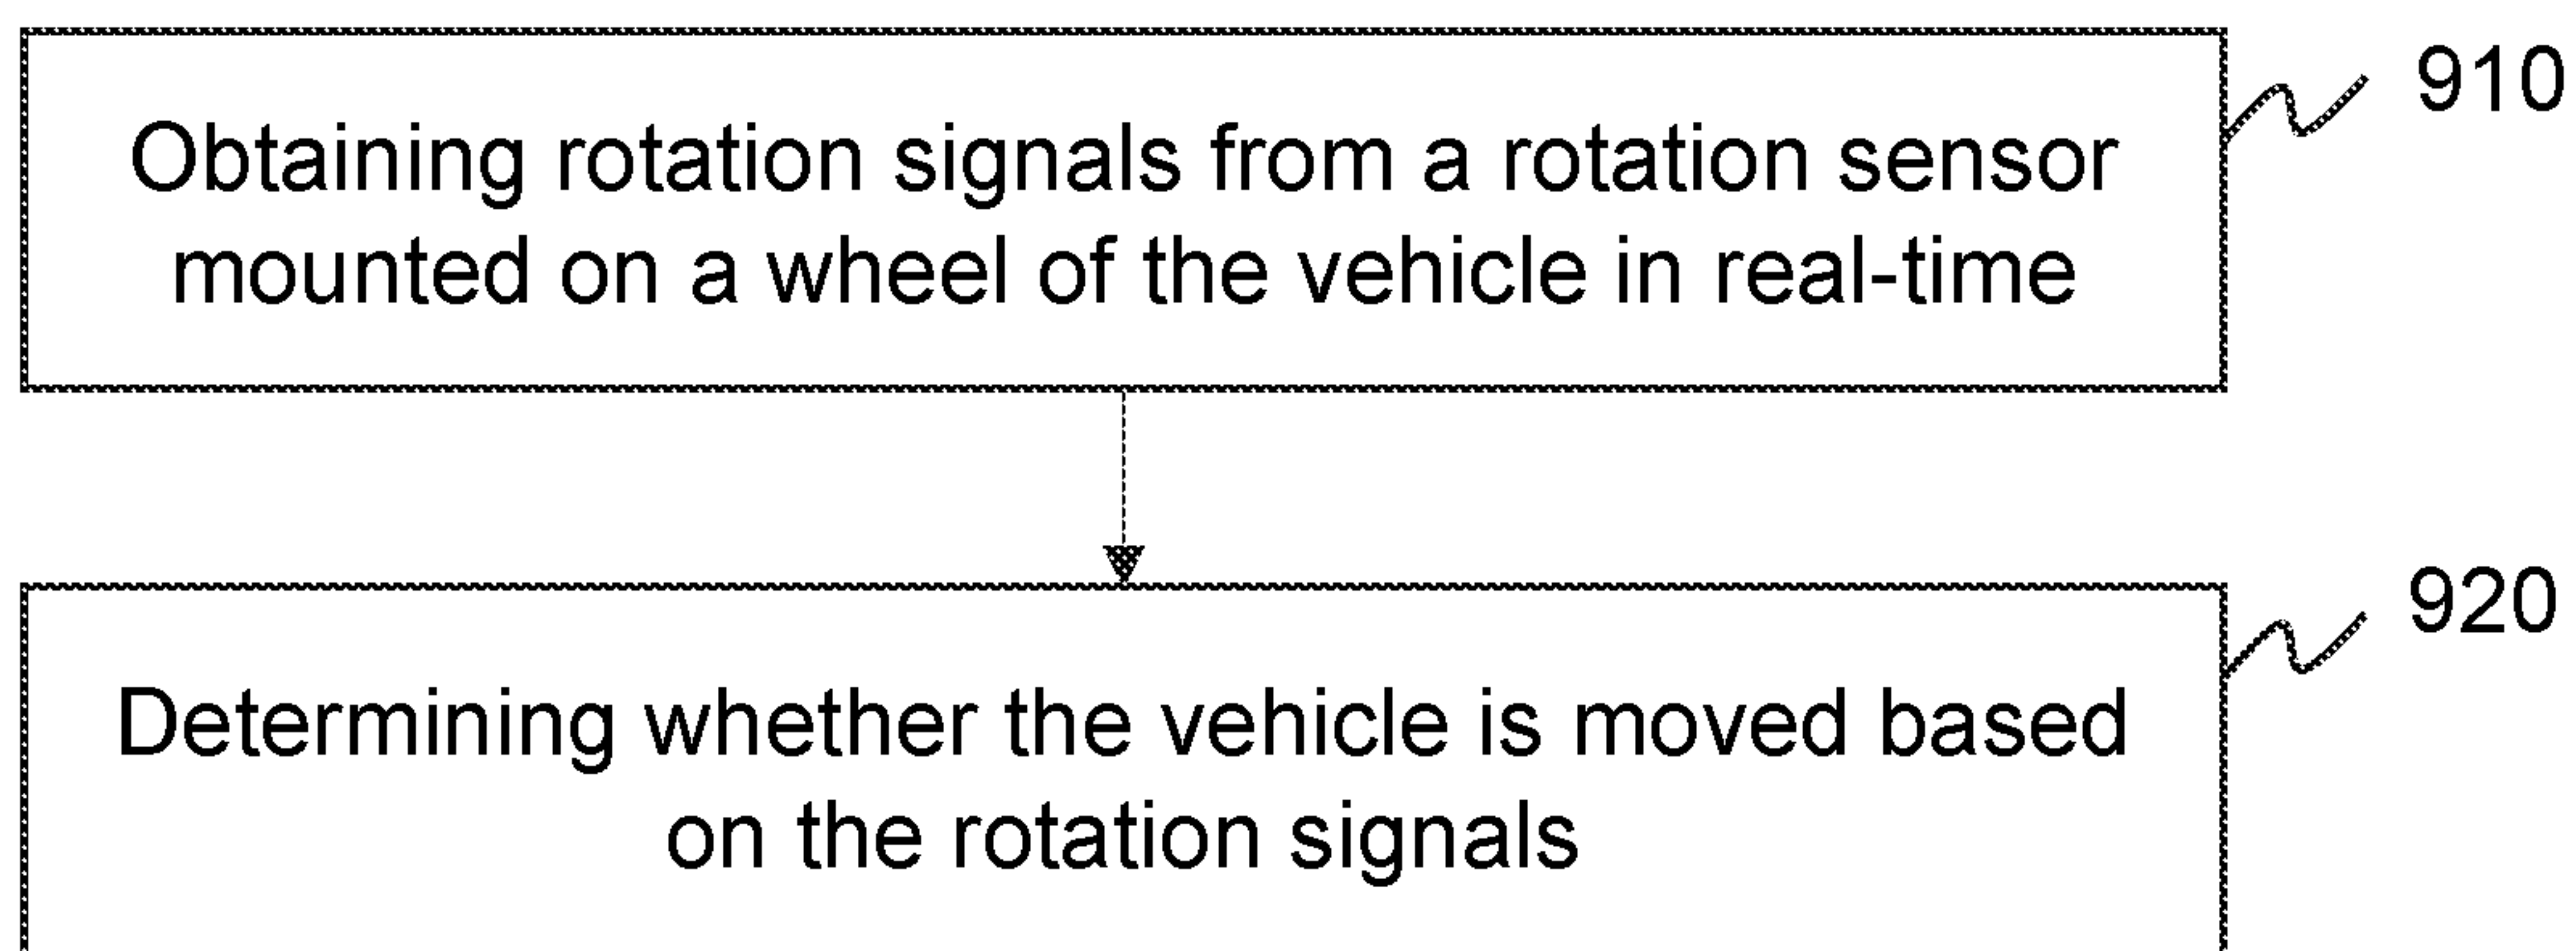 910
Obtaining rotation signals from a rotation sensor
mounted on a wheel of the vehicle in real-time
920
Determining whether the vehicle is moved based
on the rotation signals